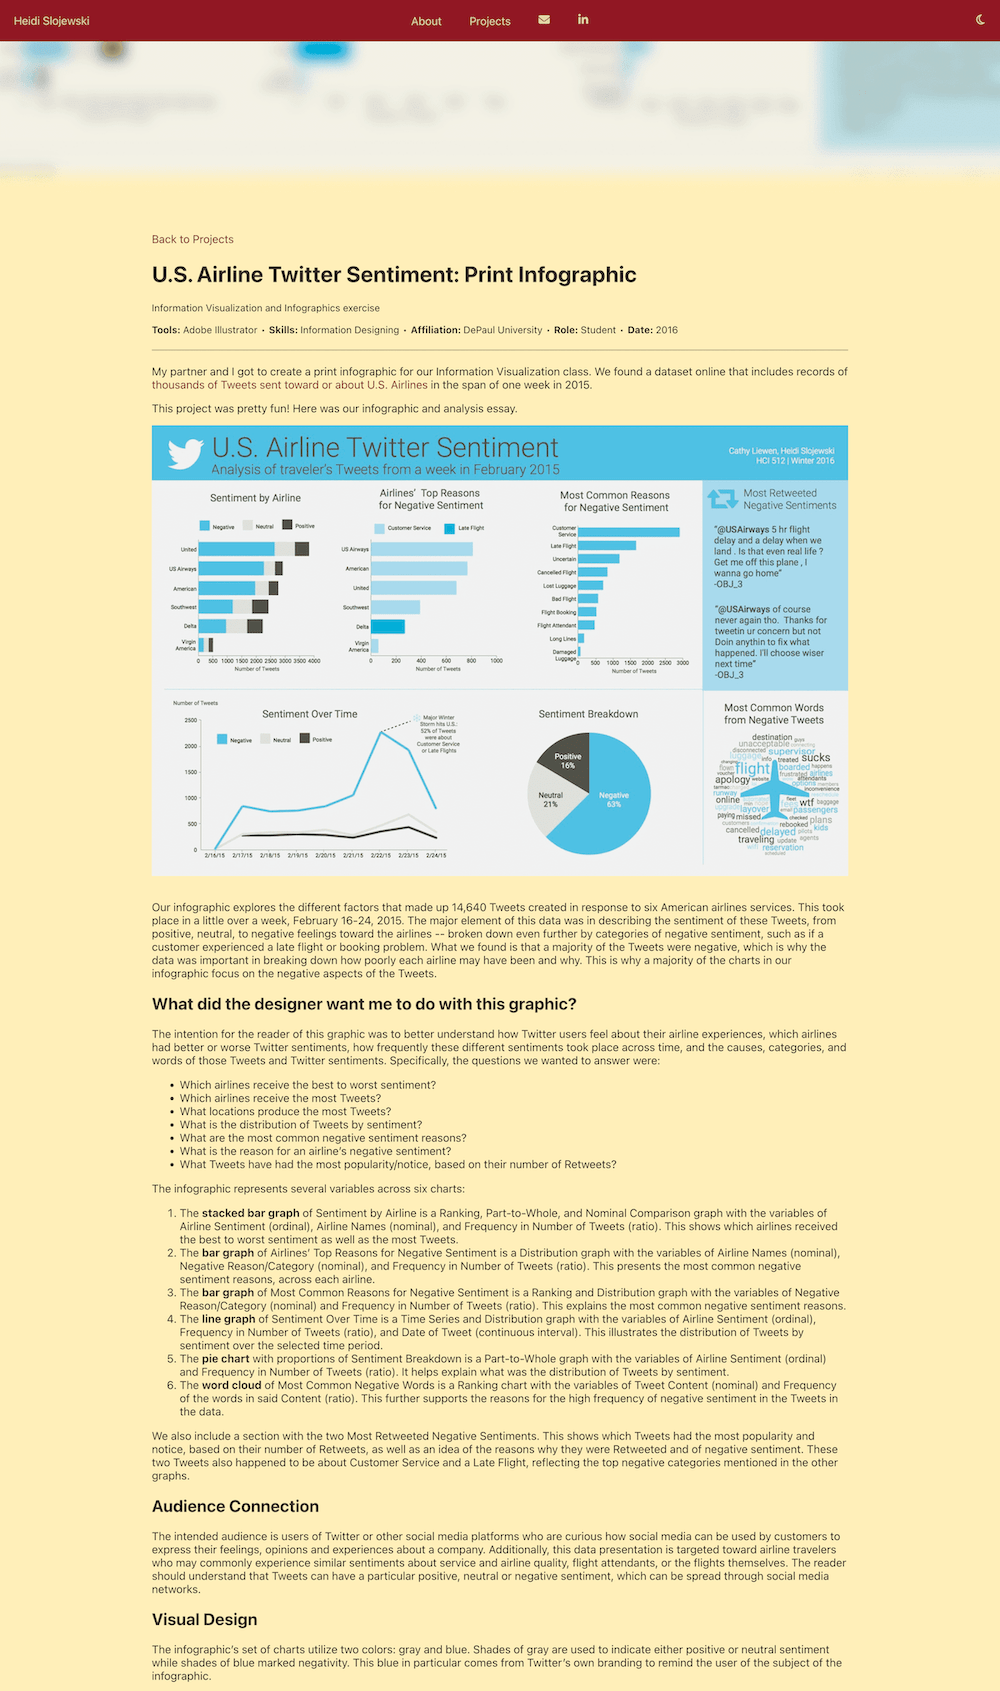 Heidi Slojewski
About
Projects
Back to Projects
U.S. Airline Twitter Sentiment: Print Infographic
Information Visualization and Infographics exercise
Tools: Adobe Illustrator • Skills: Information Designing • Affiliation: DePaul University • Role: Student • Date: 2016
My partner and I got to create a print infographic for our Information Visualization class. We found a dataset online that includes records of
thousands of Tweets sent toward or about U.S. Airlines in the span of one week in 2015.
This project was pretty fun! Here was our infographic and analysis essay.
U.S. Airline Twitter Sentiment
Analysis of traveler's Tweets from a week in February 2015
Cathy Liewen, Heidi Slojewski
HCI 512 | Winter 2016
Sentiment by Airline
Negative
Neutral
Positive
United
US Airways
American
Southwest
Delta
Virgin
America
0 500 1000 1500 2000 2500 3000 3500 4000
Number of Tweets
Airlines' Top Reasons
for Negative Sentiment
Customer Service
Late Flight
US Airways
American
United
Southwest
Delta
Virgin
America
0 200 400 600 800 1000
Number of Tweets
Most Common Reasons
for Negative Sentiment
Customer
Service
Late Flight
Uncertain
Cancelled Flight
Lost Luggage
Bad Flight
Flight Booking
Flight Attendant
Long Lines
Damaged
Luggage
0 500 1000 1500 2000 2500 3000
Number of Tweets
Most Retweeted
Negative Sentiments
"@USAirways 5 hr flight
delay and a delay when we
land . Is that even real life ?
Get me off this plane , I
wanna go home"
-OBJ_3
"@USAirways of course
never again tho. Thanks for
tweetin ur concern but not
Doin anythin to fix what
happened. I'll choose wiser
next time"
-OBJ_3
Number of Tweets
Sentiment Over Time
Negative
Neutral
Positive
Major Winter
Storm hits U.S.:
52% of Tweets
were about
Customer Service
or Late Flights
2500
2000
1500
1000
500
0
2/16/15 2/17/15 2/18/15 2/19/15 2/20/15 2/21/15 2/22/15 2/23/15 2/24/15
Sentiment Breakdown
Positive
16%
Neutral
21%
Negative
63%
Most Common Words
from Negative Tweets
destination guys
unacceptable connecting
disconnected supervisor
luggage info treated sucks
changing flight boarded happens
flown frustrated airlines
voucher website attendants
apology options members
tarmac inconvenience
runway
online fleet wtf baggage
upgrade layover email passengers
paying missed checked plans
customers rebooked kids
cancelled delayed pilots
traveling update agents
wifi reservation
scheduled
Our infographic explores the different factors that made up 14,640 Tweets created in response to six American airlines services. This took
place in a little over a week, February 16-24, 2015. The major element of this data was in describing the sentiment of these Tweets, from
positive, neutral, to negative feelings toward the airlines -- broken down even further by categories of negative sentiment, such as if a
customer experienced a late flight or booking problem. What we found is that a majority of the Tweets were negative, which is why the
data was important in breaking down how poorly each airline may have been and why. This is why a majority of the charts in our
infographic focus on the negative aspects of the Tweets.
What did the designer want me to do with this graphic?
The intention for the reader of this graphic was to better understand how Twitter users feel about their airline experiences, which airlines
had better or worse Twitter sentiments, how frequently these different sentiments took place across time, and the causes, categories, and
words of those Tweets and Twitter sentiments. Specifically, the questions we wanted to answer were:
• Which airlines receive the best to worst sentiment?
• Which airlines receive the most Tweets?
• What locations produce the most Tweets?
• What is the distribution of Tweets by sentiment?
• What are the most common negative sentiment reasons?
• What is the reason for an airline's negative sentiment?
• What Tweets have had the most popularity/notice, based on their number of Retweets?
The infographic represents several variables across six charts:
1. The stacked bar graph of Sentiment by Airline is a Ranking, Part-to-Whole, and Nominal Comparison graph with the variables of
Airline Sentiment (ordinal), Airline Names (nominal), and Frequency in Number of Tweets (ratio). This shows which airlines received
the best to worst sentiment as well as the most Tweets.
2. The bar graph of Airlines' Top Reasons for Negative Sentiment is a Distribution graph with the variables of Airline Names (nominal),
Negative Reason/Category (nominal), and Frequency in Number of Tweets (ratio). This presents the most common negative
sentiment reasons, across each airline.
3. The bar graph of Most Common Reasons for Negative Sentiment is a Ranking and Distribution graph with the variables of Negative
Reason/Category (nominal) and Frequency in Number of Tweets (ratio). This explains the most common negative sentiment reasons.
4. The line graph of Sentiment Over Time is a Time Series and Distribution graph with the variables of Airline Sentiment (ordinal),
Frequency in Number of Tweets (ratio), and Date of Tweet (continuous interval). This illustrates the distribution of Tweets by
sentiment over the selected time period.
5. The pie chart with proportions of Sentiment Breakdown is a Part-to-Whole graph with the variables of Airline Sentiment (ordinal)
and Frequency in Number of Tweets (ratio). It helps explain what was the distribution of Tweets by sentiment.
6. The word cloud of Most Common Negative Words is a Ranking chart with the variables of Tweet Content (nominal) and Frequency
of the words in said Content (ratio). This further supports the reasons for the high frequency of negative sentiment in the Tweets in
the data.
We also include a section with the two Most Retweeted Negative Sentiments. This shows which Tweets had the most popularity and
notice, based on their number of Retweets, as well as an idea of the reasons why they were Retweeted and of negative sentiment. These
two Tweets also happened to be about Customer Service and a Late Flight, reflecting the top negative categories mentioned in the other
graphs.
Audience Connection
The intended audience is users of Twitter or other social media platforms who are curious how social media can be used by customers to
express their feelings, opinions and experiences about a company. Additionally, this data presentation is targeted toward airline travelers
who may commonly experience similar sentiments about service and airline quality, flight attendants, or the flights themselves. The reader
should understand that Tweets can have a particular positive, neutral or negative sentiment, which can be spread through social media
networks.
Visual Design
The infographic's set of charts utilize two colors: gray and blue. Shades of gray are used to indicate either positive or neutral sentiment
while shades of blue marked negativity. This blue in particular comes from Twitter's own branding to remind the user of the subject of the
infographic.